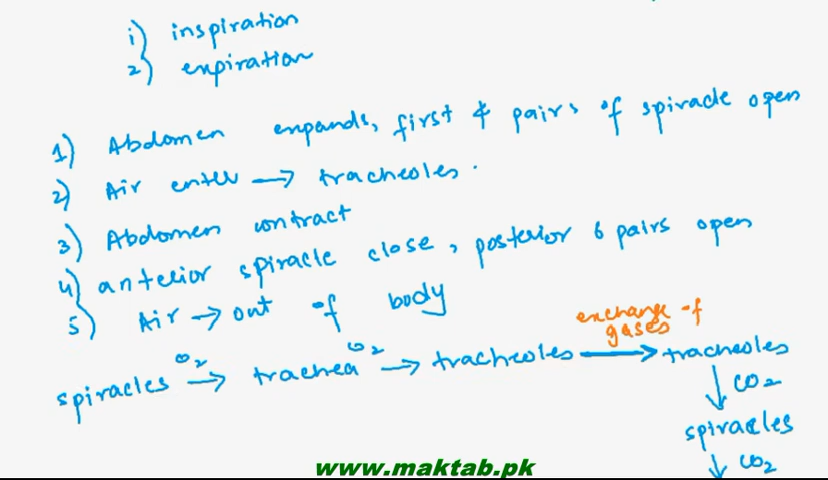 i) inspiration
2) expiration
1) Abdomen expands, first 4 pairs of spiracle open
2) Air enter → tracheoles.
3) Abdomen contract
4) anterior spiracle close, posterior 6 pairs open
5) Air → out of body
exchange of gases
spiracles O2 → trachea O2 → tracheoles → tracheoles
↓ CO2
spiracles
↓ CO2
www.maktab.pk